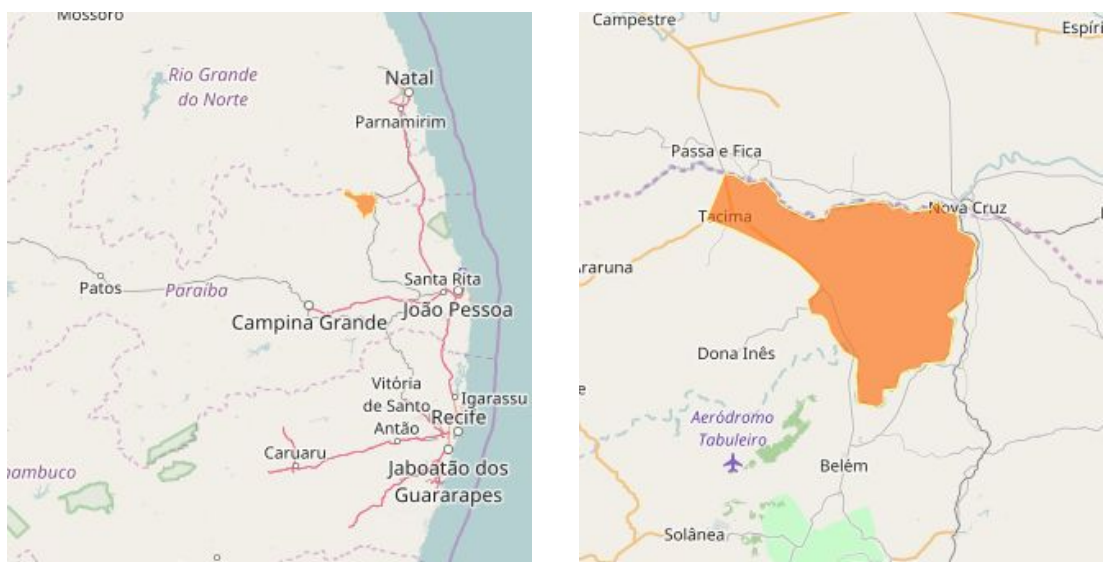 Mossoró
Rio Grande
do Norte
Natal
Parnamirim
Patos
Paraíba
Santa Rita
João Pessoa
Campina Grande
Vitória
de Santo
Antão
Igarassu
Recife
Caruaru
Jaboatão dos
Guararapes
nambuco
Campestre
Espíri
Passa e Fica
Tacima
Nova Cruz
Araruna
Dona Inês
Aeródromo
Tabuleiro
Belém
Solânea